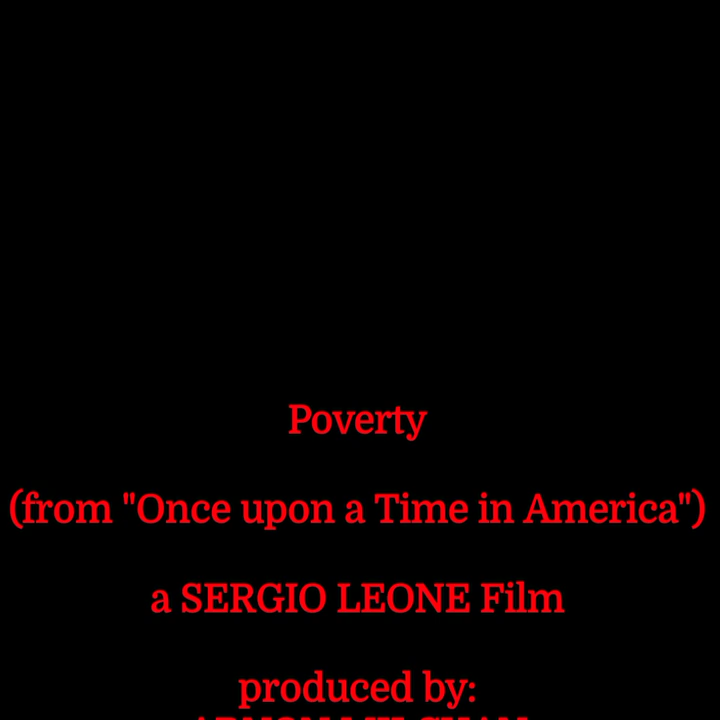 Poverty
(from "Once upon a Time in America")
a SERGIO LEONE Film
produced by: